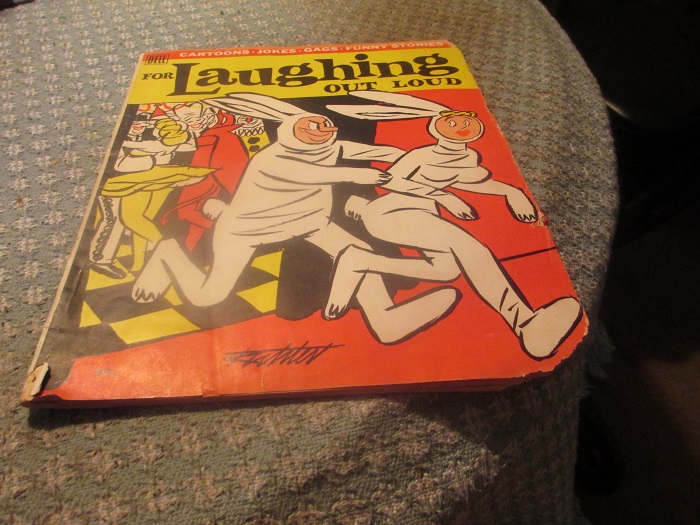 DELL
CARTOONS · JOKES · GAGS · FUNNY STORIES
FOR Laughing
OUT LOUD